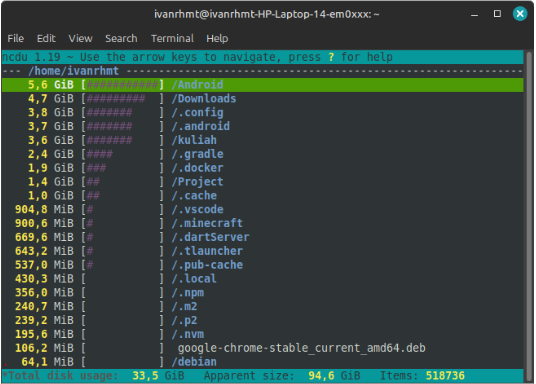 ivanrhmt@ivanrhmt-HP-Laptop-14-em0xxx: ~
File Edit View Search Terminal Help
ncdu 1.19 ~ Use the arrow keys to navigate, press ? for help
--- /home/ivanrhmt ---------------------------------------------------------
5,6 GiB [###########] /Android
4,7 GiB [######### ] /Downloads
3,8 GiB [####### ] /.config
3,7 GiB [####### ] /.android
3,6 GiB [####### ] /kuliah
2,4 GiB [#### ] /.gradle
1,9 GiB [### ] /.docker
1,4 GiB [## ] /Project
1,0 GiB [## ] /.cache
904,8 MiB [# ] /.vscode
900,6 MiB [# ] /.minecraft
669,6 MiB [# ] /.dartServer
643,2 MiB [# ] /.tlauncher
537,0 MiB [# ] /.pub-cache
430,3 MiB [ ] /.local
356,0 MiB [ ] /.npm
240,7 MiB [ ] /.m2
239,2 MiB [ ] /.p2
195,6 MiB [ ] /.nvm
106,2 MiB [ ] google-chrome-stable_current_amd64.deb
64,1 MiB [ ] /debian
*Total disk usage: 33,5 GiB Apparent size: 94,6 GiB Items: 518736